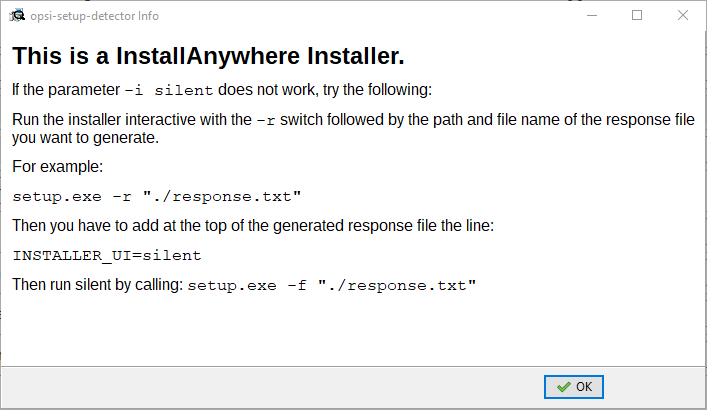 opsi-setup-detector Info
This is a InstallAnywhere Installer.
If the parameter -i silent does not work, try the following:
Run the installer interactive with the -r switch followed by the path and file name of the response file
you want to generate.
For example:
setup.exe -r "./response.txt"
Then you have to add at the top of the generated response file the line:
INSTALLER_UI=silent
Then run silent by calling: setup.exe -f "./response.txt"
OK